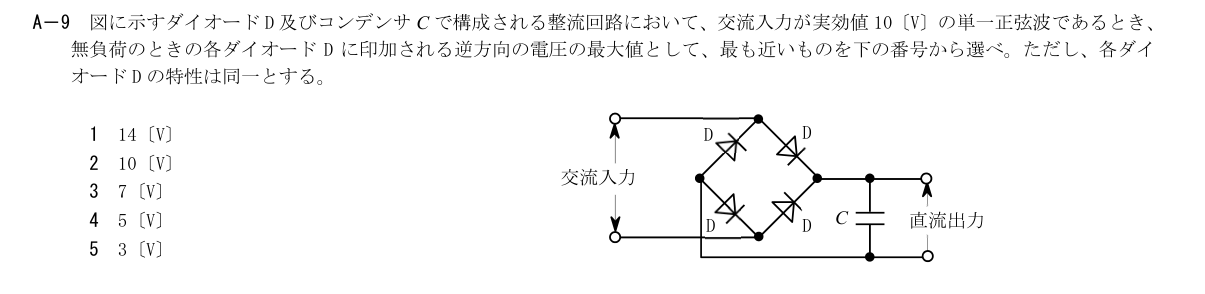 A－9 図に示すダイオード D 及びコンデンサ C で構成される整流回路において、交流入力が実効値 10〔V〕の単一正弦波であるとき、
無負荷のときの各ダイオード D に印加される逆方向の電圧の最大値として、最も近いものを下の番号から選べ。ただし、各ダイ
オード D の特性は同一とする。
1 14〔V〕
2 10〔V〕
3 7〔V〕
4 5〔V〕
5 3〔V〕
D
D
交流入力
D
D
C
直流出力